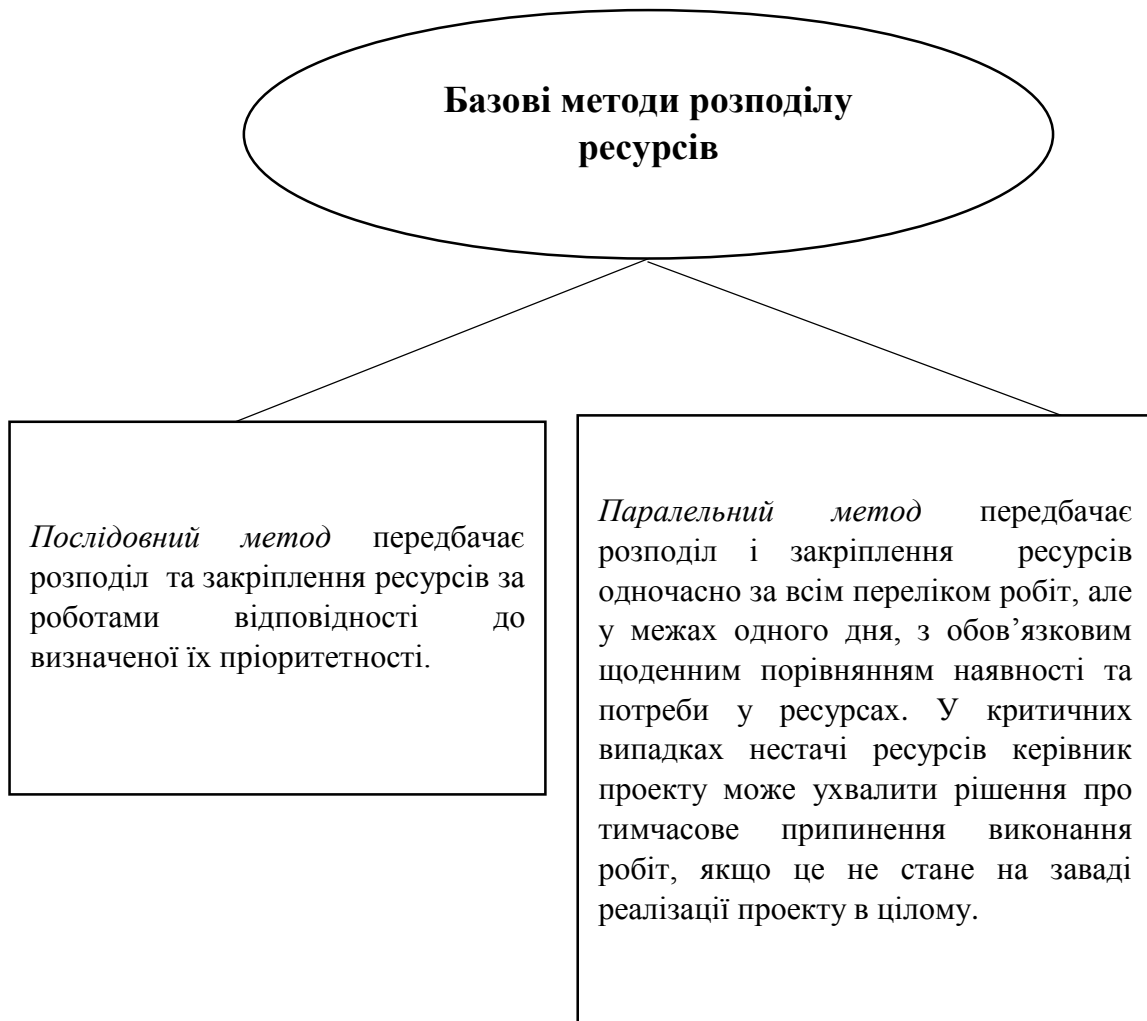 Базові методи розподілу
ресурсів
Послідовний метод передбачає
розподіл та закріплення ресурсів за
роботами відповідності до
визначеної їх пріоритетності.
Паралельний метод передбачає
розподіл і закріплення ресурсів
одночасно за всім переліком робіт, але
у межах одного дня, з обов’язковим
щоденним порівнянням наявності та
потреби у ресурсах. У критичних
випадках нестачі ресурсів керівник
проекту може ухвалити рішення про
тимчасове припинення виконання
робіт, якщо це не стане на заваді
реалізації проекту в цілому.